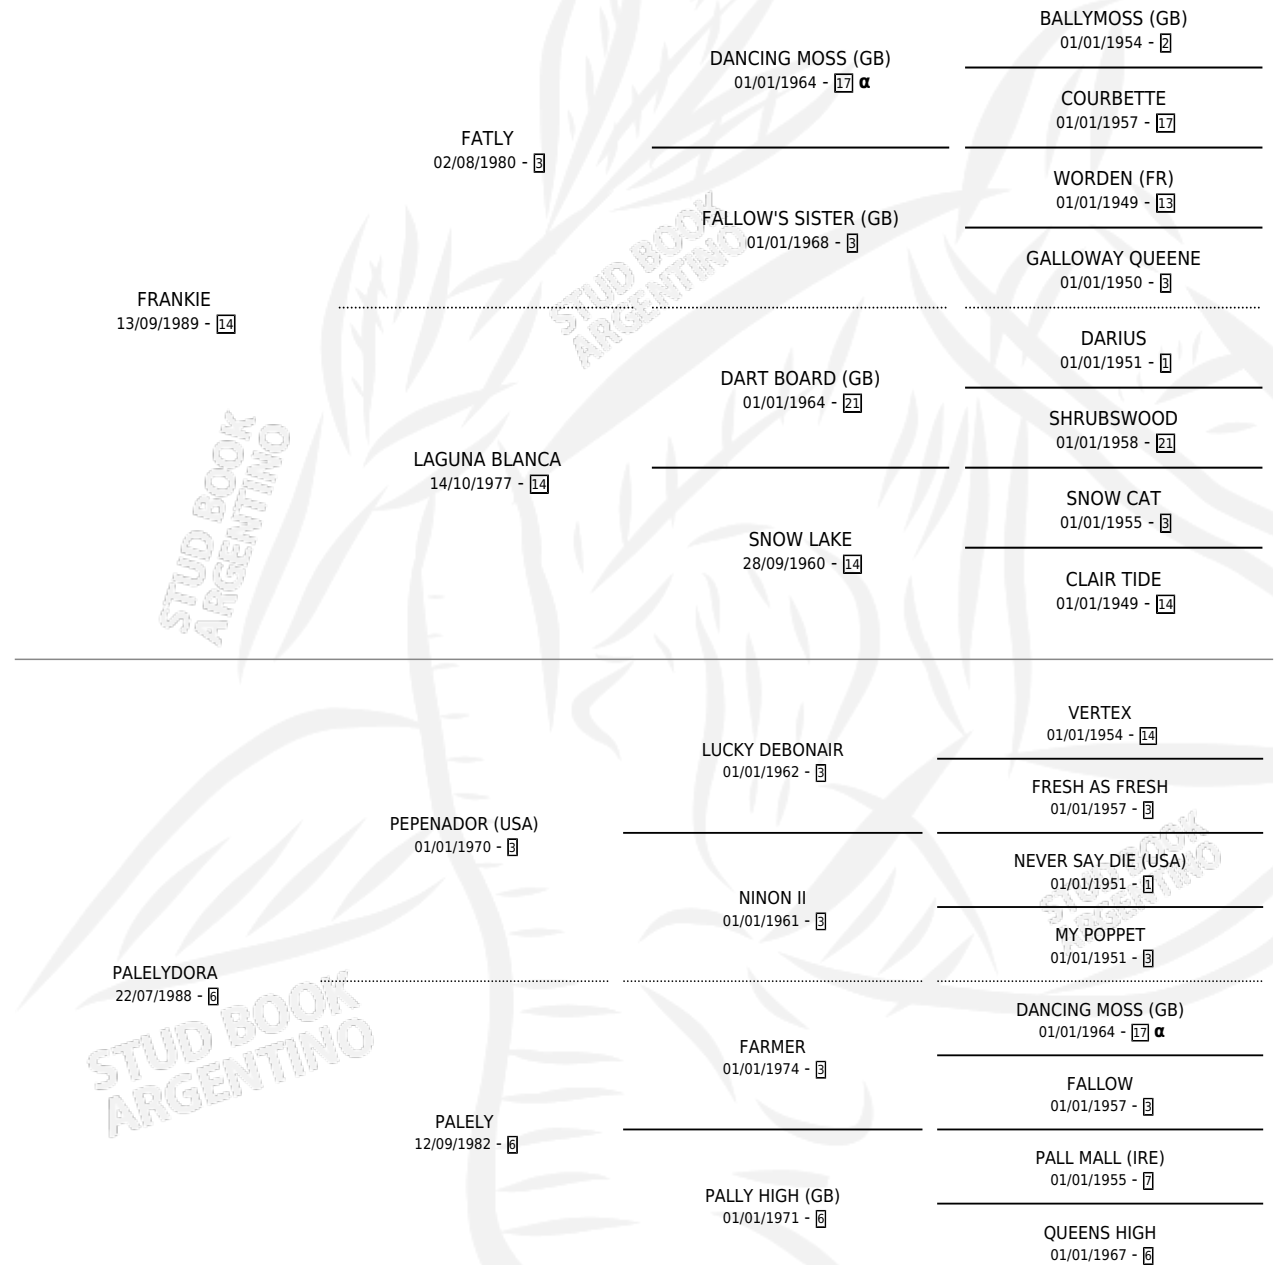 BALLYMOSS (GB)
01/01/1954 - 2
DANCING MOSS (GB)
01/01/1964 - 17 α
COURBETTE
01/01/1957 - 17
FATLY
02/08/1980 - 3
WORDEN (FR)
01/01/1949 - 13
FALLOW'S SISTER (GB)
01/01/1968 - 3
GALLOWAY QUEENE
01/01/1950 - 3
FRANKIE
13/09/1989 - 14
DARIUS
01/01/1951 - 1
DART BOARD (GB)
01/01/1964 - 21
SHRUBSWOOD
01/01/1958 - 21
LAGUNA BLANCA
14/10/1977 - 14
SNOW CAT
01/01/1955 - 3
SNOW LAKE
28/09/1960 - 14
CLAIR TIDE
01/01/1949 - 14
VERTEX
01/01/1954 - 14
LUCKY DEBONAIR
01/01/1962 - 3
FRESH AS FRESH
01/01/1957 - 3
PEPENADOR (USA)
01/01/1970 - 3
NEVER SAY DIE (USA)
01/01/1951 - 1
NINON II
01/01/1961 - 3
MY POPPET
01/01/1951 - 3
PALELYDORA
22/07/1988 - 6
DANCING MOSS (GB)
01/01/1964 - 17 α
FARMER
01/01/1974 - 3
FALLOW
01/01/1957 - 3
PALELY
12/09/1982 - 6
PALL MALL (IRE)
01/01/1955 - 7
PALLY HIGH (GB)
01/01/1971 - 6
QUEENS HIGH
01/01/1967 - 6
STUD BOOK
ARGENTINO
STUD BOOK
ARGENTINO
STUD BOOK
ARGENTINO
STUD BOOK
ARGENTINO